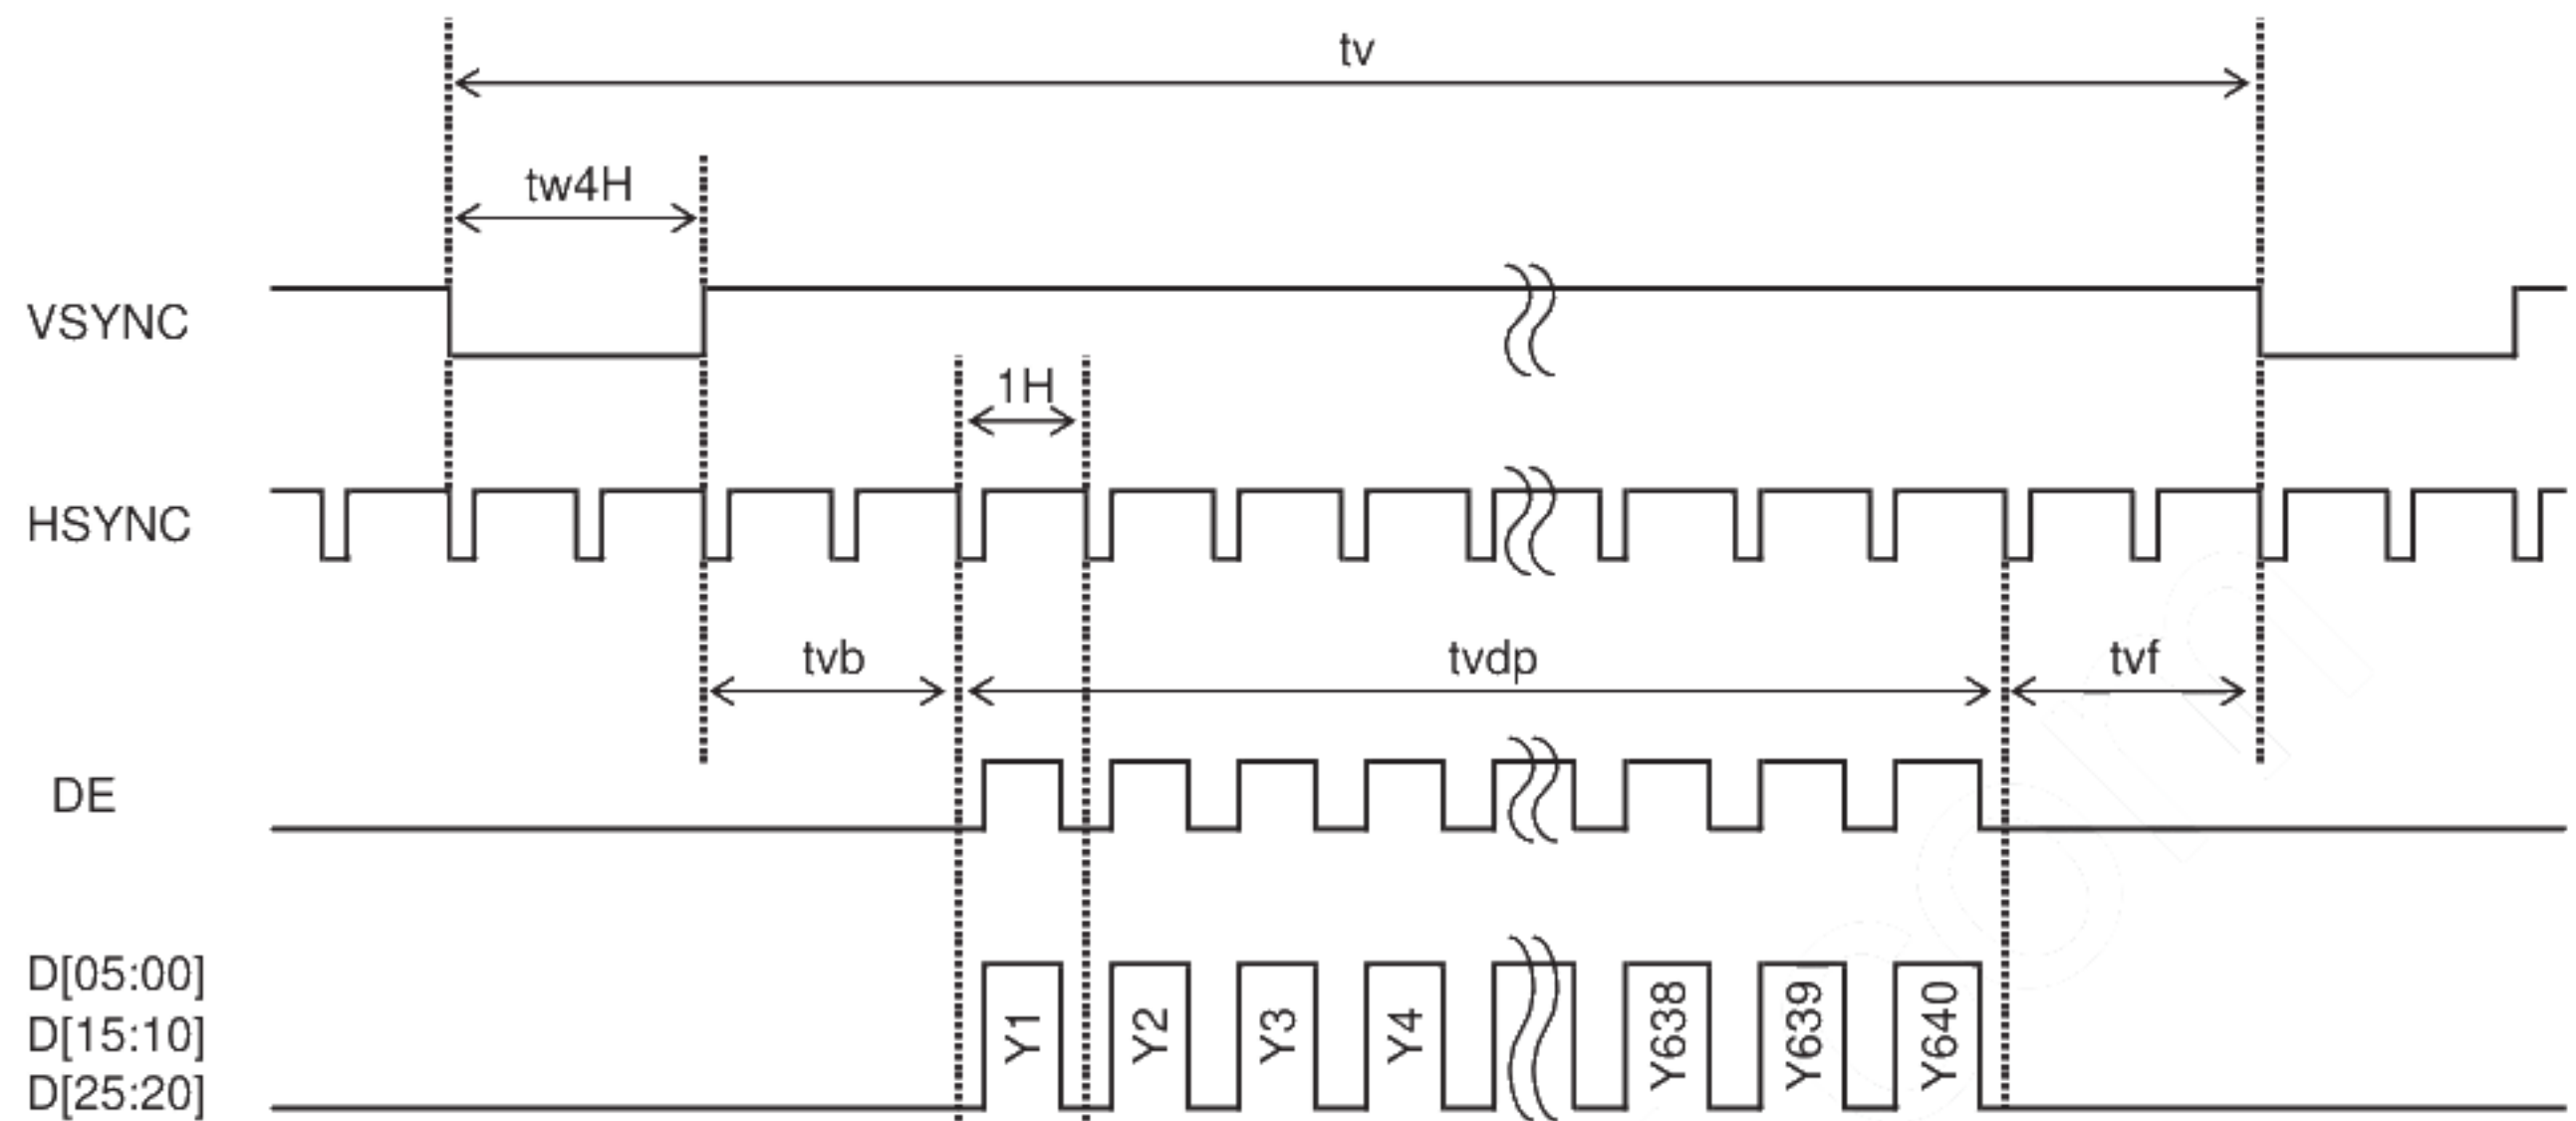 tv
tw4H
VSYNC
1H
HSYNC
tvb
tvdp
tvf
DE
D[05:00]
D[15:10]
D[25:20]
Y1
Y2
Y3
Y4
Y638
Y639
Y640